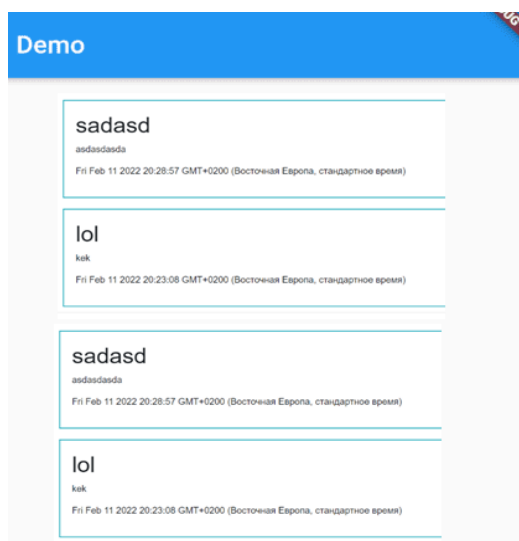 Demo
sadasd
asdasdasda
Fri Feb 11 2022 20:28:57 GMT+0200 (Восточная Европа, стандартное время)
lol
kek
Fri Feb 11 2022 20:23:08 GMT+0200 (Восточная Европа, стандартное время)
sadasd
asdasdasda
Fri Feb 11 2022 20:28:57 GMT+0200 (Восточная Европа, стандартное время)
lol
kek
Fri Feb 11 2022 20:23:08 GMT+0200 (Восточная Европа, стандартное время)